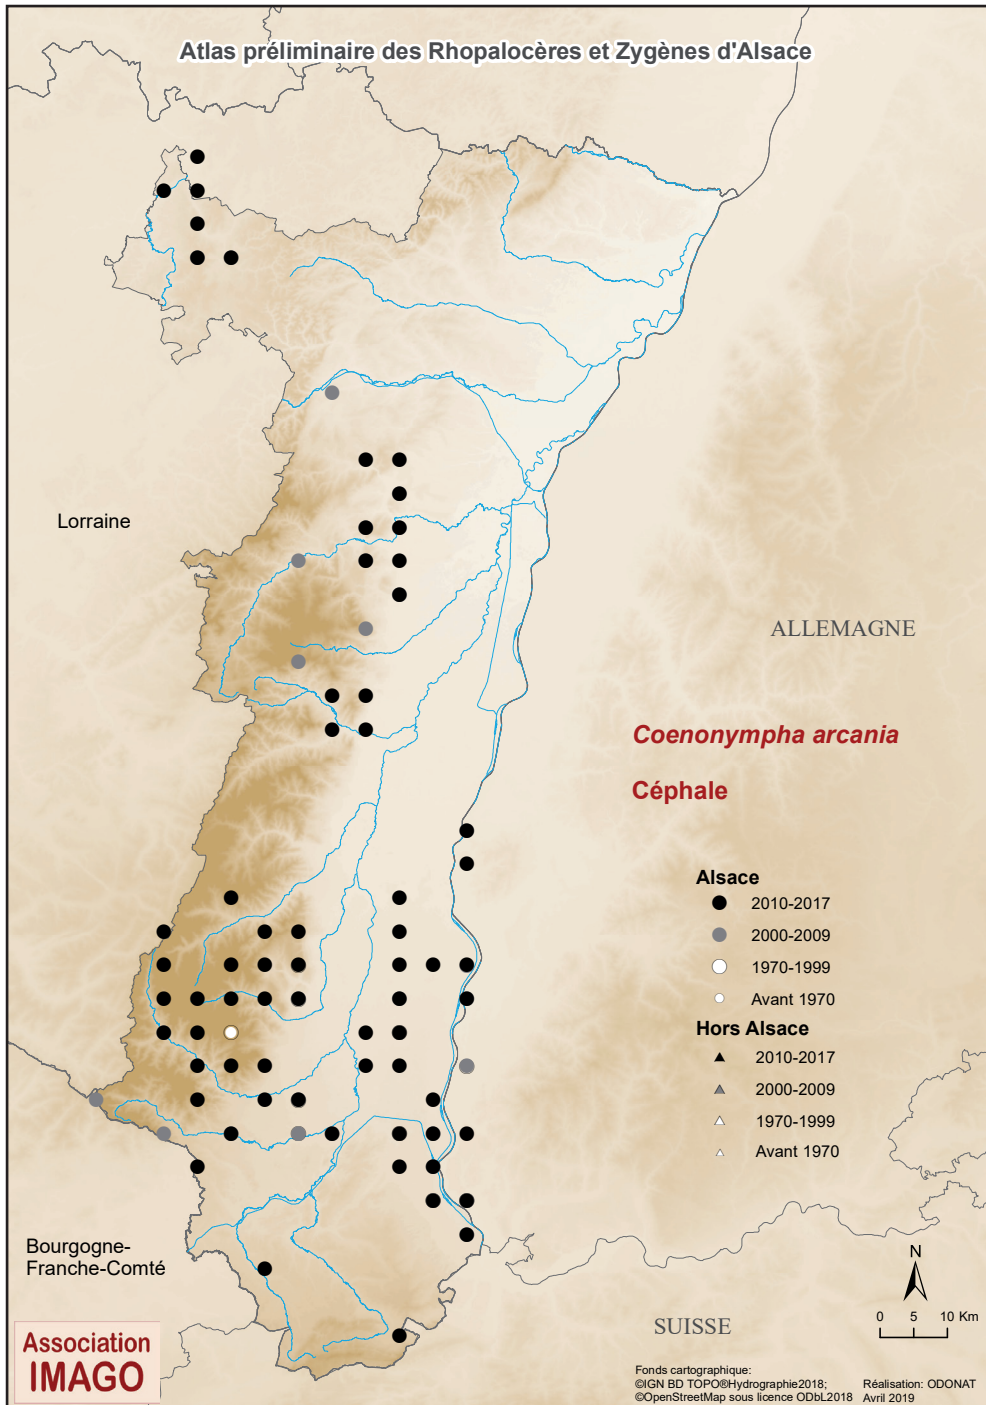 Atlas préliminaire des Rhopalocères et Zygènes d'Alsace
Lorraine
ALLEMAGNE
Coenonympha arcania
Céphale
Alsace
2010-2017
2000-2009
1970-1999
Avant 1970
Hors Alsace
2010-2017
2000-2009
1970-1999
Avant 1970
Bourgogne-
Franche-Comté
SUISSE
N
0 5 10 Km
Association
IMAGO
Fonds cartographique:
©IGN BD TOPO®Hydrographie2018;
©OpenStreetMap sous licence ODbL2018
Réalisation: ODONAT
Avril 2019